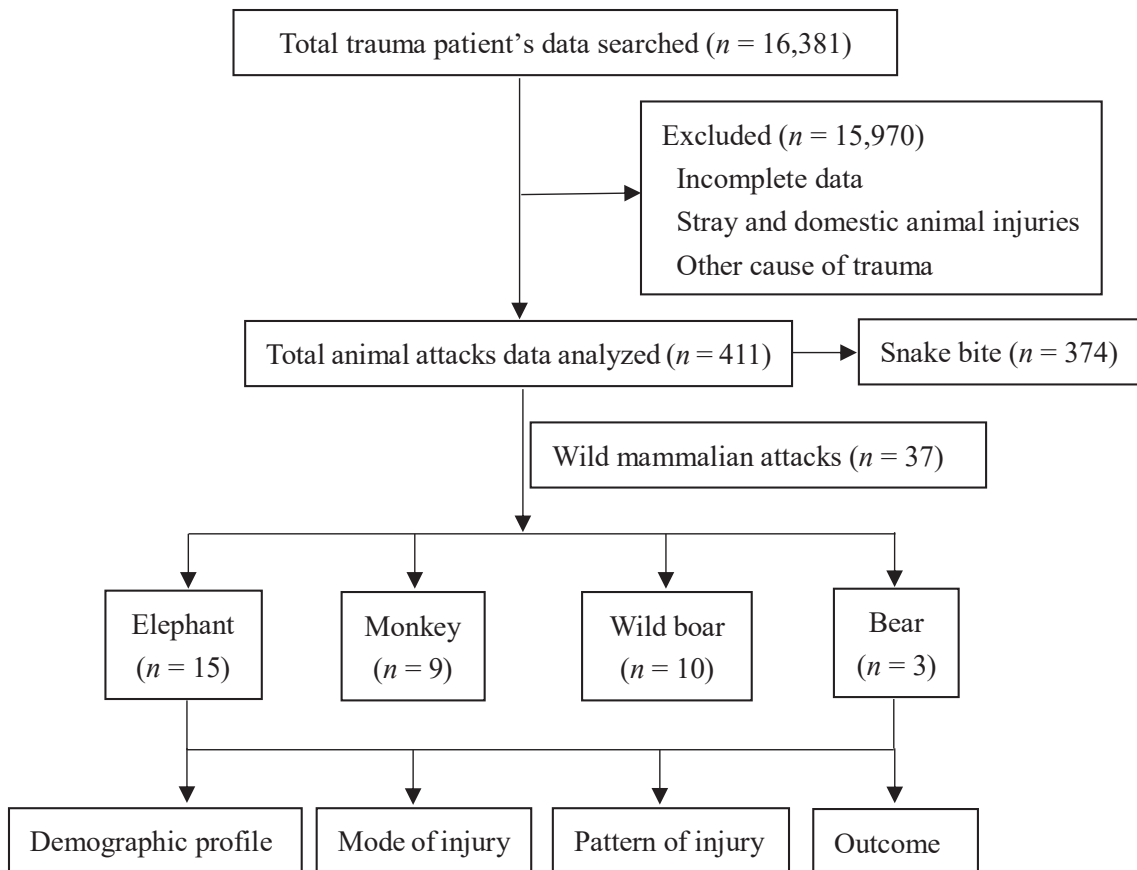 Total trauma patient’s data searched (n = 16,381)
Excluded (n = 15,970)
Incomplete data
Stray and domestic animal injuries
Other cause of trauma
Total animal attacks data analyzed (n = 411)
Snake bite (n = 374)
Wild mammalian attacks (n = 37)
Elephant
(n = 15)
Monkey
(n = 9)
Wild boar
(n = 10)
Bear
(n = 3)
Demographic profile
Mode of injury
Pattern of injury
Outcome